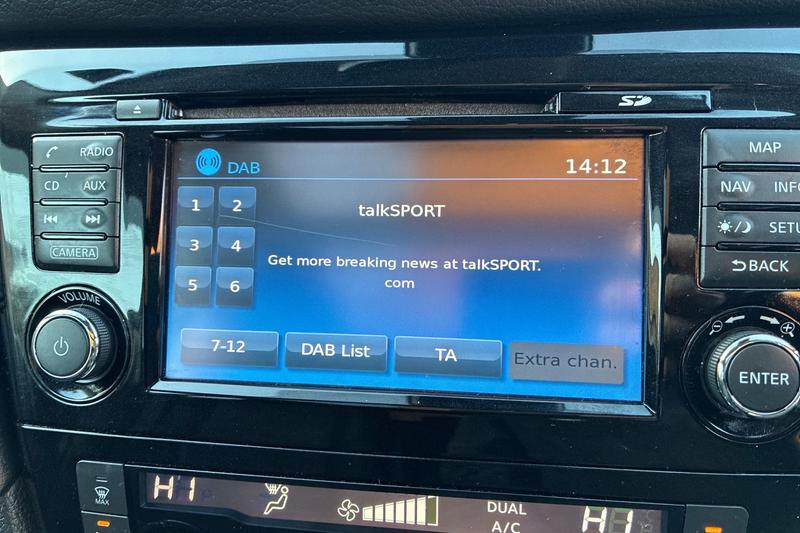 SD
RADIO
CD AUX
CAMERA
VOLUME
DAB
14:12
1 2
talkSPORT
3 4
Get more breaking news at talkSPORT.
com
5 6
7-12
DAB List
TA
Extra chan.
MAP
NAV INFO
SETU
BACK
ENTER
MAX
HI
DUAL
A/C
HI